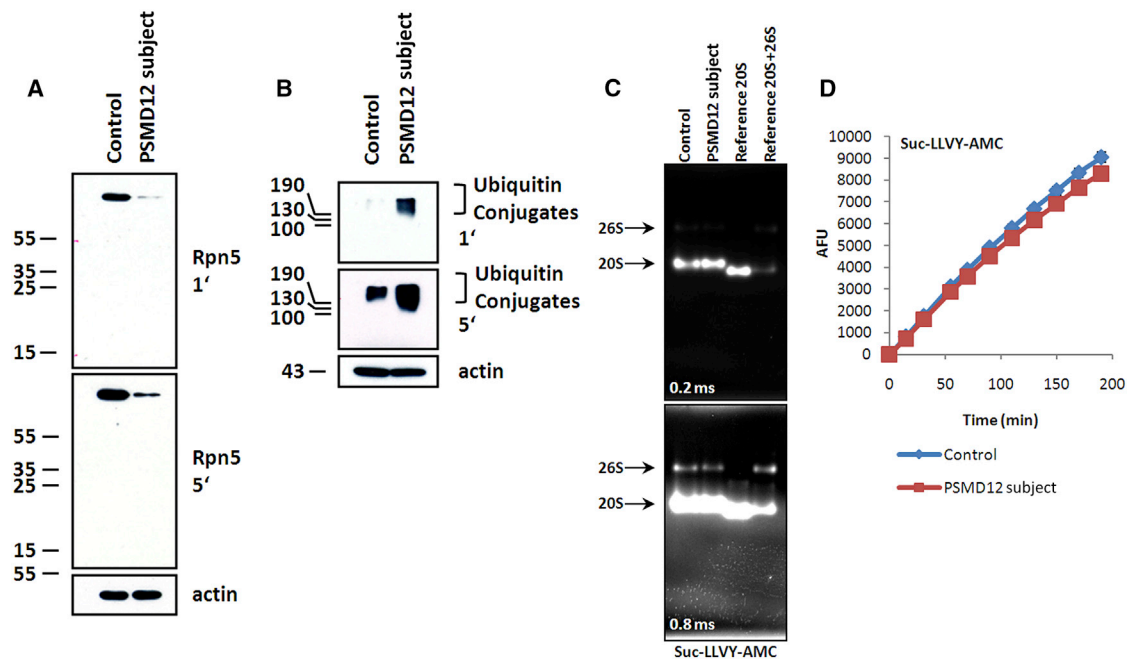 A
Control
PSMD12 subject
55
35
25
15
Rpn5
1‘
55
35
25
15
Rpn5
5‘
55
actin
B
Control
PSMD12 subject
190
130
100
Ubiquitin
Conjugates
1‘
190
130
100
Ubiquitin
Conjugates
5‘
43
actin
C
Control
PSMD12 subject
Reference 20S
Reference 20S+26S
26S
20S
0.2 ms
26S
20S
0.8 ms
Suc-LLVY-AMC
D
Suc-LLVY-AMC
AFU
10000
9000
8000
7000
6000
5000
4000
3000
2000
1000
0
0 50 100 150 200
Time (min)
Control
PSMD12 subject